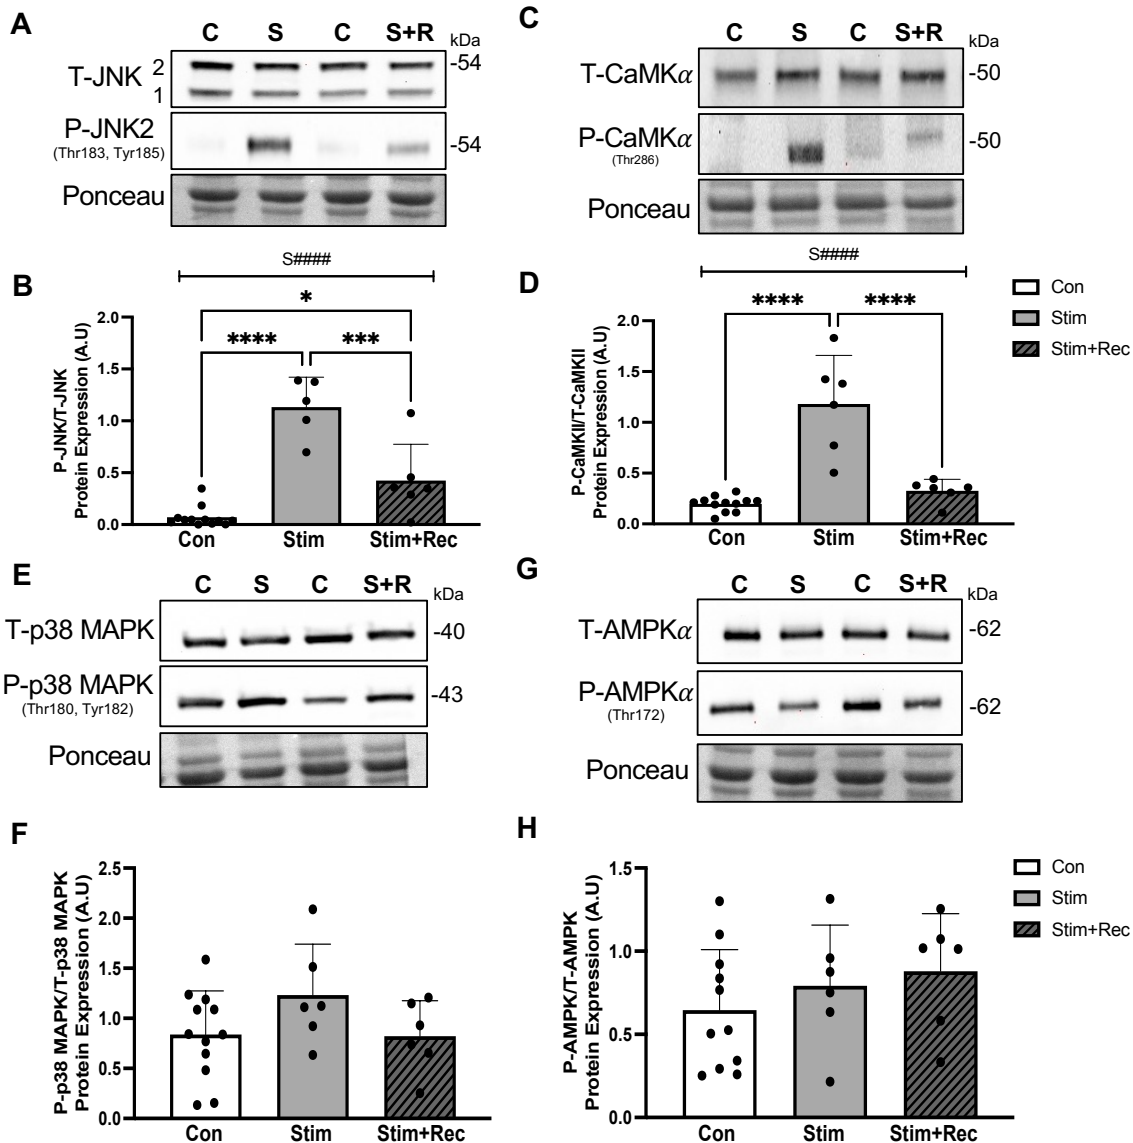 A
C S C S+R
kDa
T-JNK 2
1
-54
P-JNK2
(Thr183, Tyr185)
-54
Ponceau
C
C S C S+R
kDa
T-CaMKα
-50
P-CaMKα
(Thr286)
-50
Ponceau
B
S####
*
**** ***
P-JNK/T-JNK
Protein Expression (A.U)
2.0
1.5
1.0
0.5
0.0
Con Stim Stim+Rec
D
S####
**** ****
P-CaMKII/T-CaMKII
Protein Expression (A.U)
2.0
1.5
1.0
0.5
0.0
Con Stim Stim+Rec
Con
Stim
Stim+Rec
E
C S C S+R
kDa
T-p38 MAPK
-40
P-p38 MAPK
(Thr180, Tyr182)
-43
Ponceau
G
C S C S+R
kDa
T-AMPKα
-62
P-AMPKα
(Thr172)
-62
Ponceau
F
P-p38 MAPK/T-p38 MAPK
Protein Expression (A.U)
2.5
2.0
1.5
1.0
0.5
0.0
Con Stim Stim+Rec
H
P-AMPK/T-AMPK
Protein Expression (A.U)
1.5
1.0
0.5
0.0
Con Stim Stim+Rec
Con
Stim
Stim+Rec